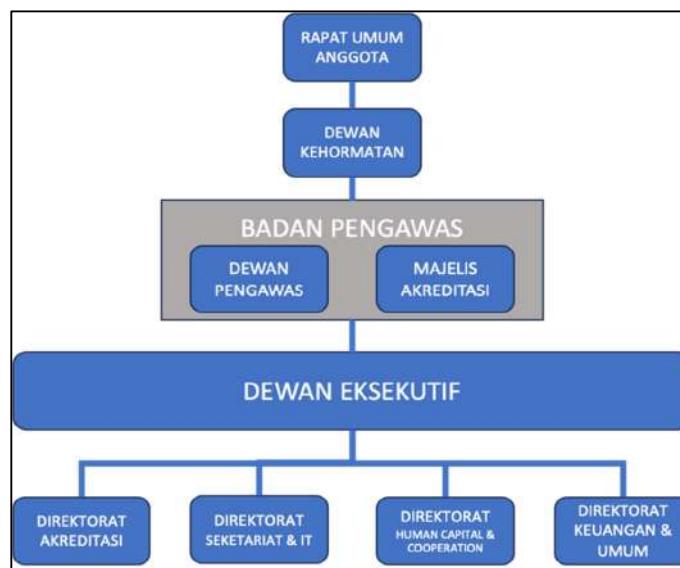 RAPAT UMUM
ANGGOTA
DEWAN
KEHORMATAN
BADAN PENGAWAS
DEWAN
PENGAWAS
MAJELIS
AKREDITASI
DEWAN EKSEKUTIF
DIREKTORAT
AKREDITASI
DIREKTORAT
SEKETARIAT & IT
DIREKTORAT
HUMAN CAPITAL &
COOPERATION
DIREKTORAT
KEUANGAN &
UMUM